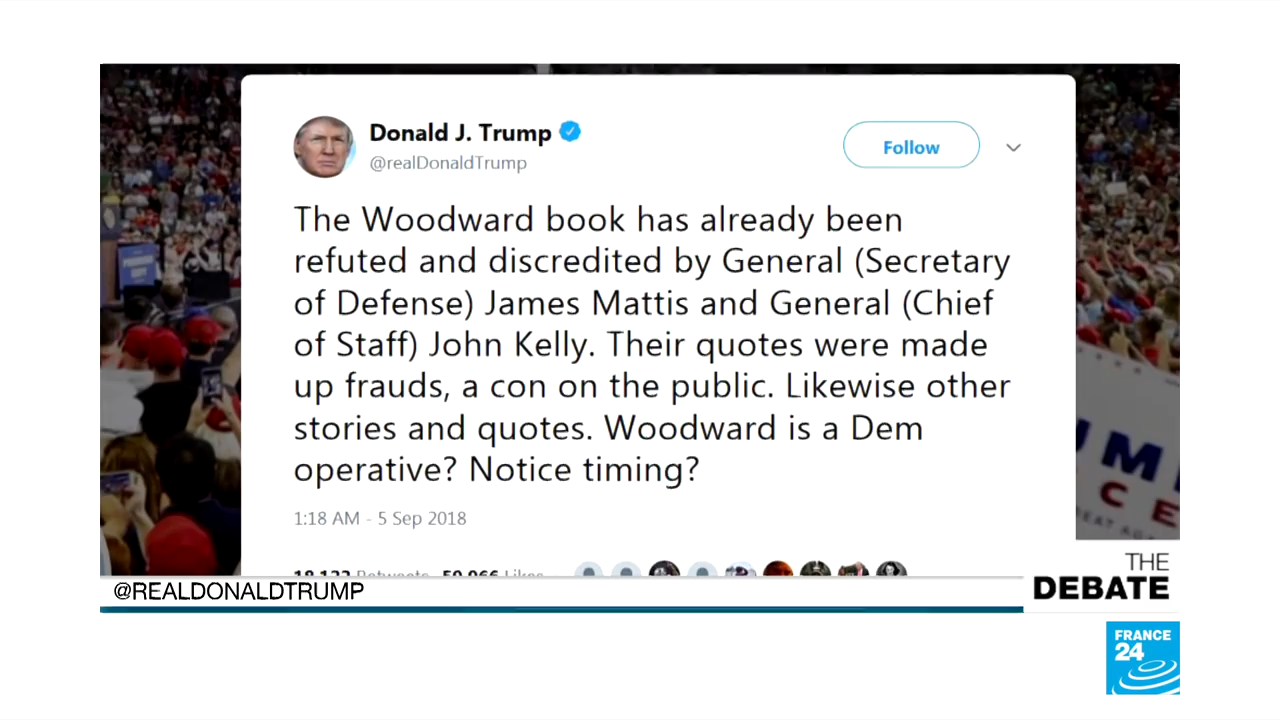 Donald J. Trump
@realDonaldTrump
Follow
The Woodward book has already been
refuted and discredited by General (Secretary
of Defense) James Mattis and General (Chief
of Staff) John Kelly. Their quotes were made
up frauds, a con on the public. Likewise other
stories and quotes. Woodward is a Dem
operative? Notice timing?
1:18 AM - 5 Sep 2018
Retweets Likes
@REALDONALDTRUMP
THE
DEBATE
FRANCE
24